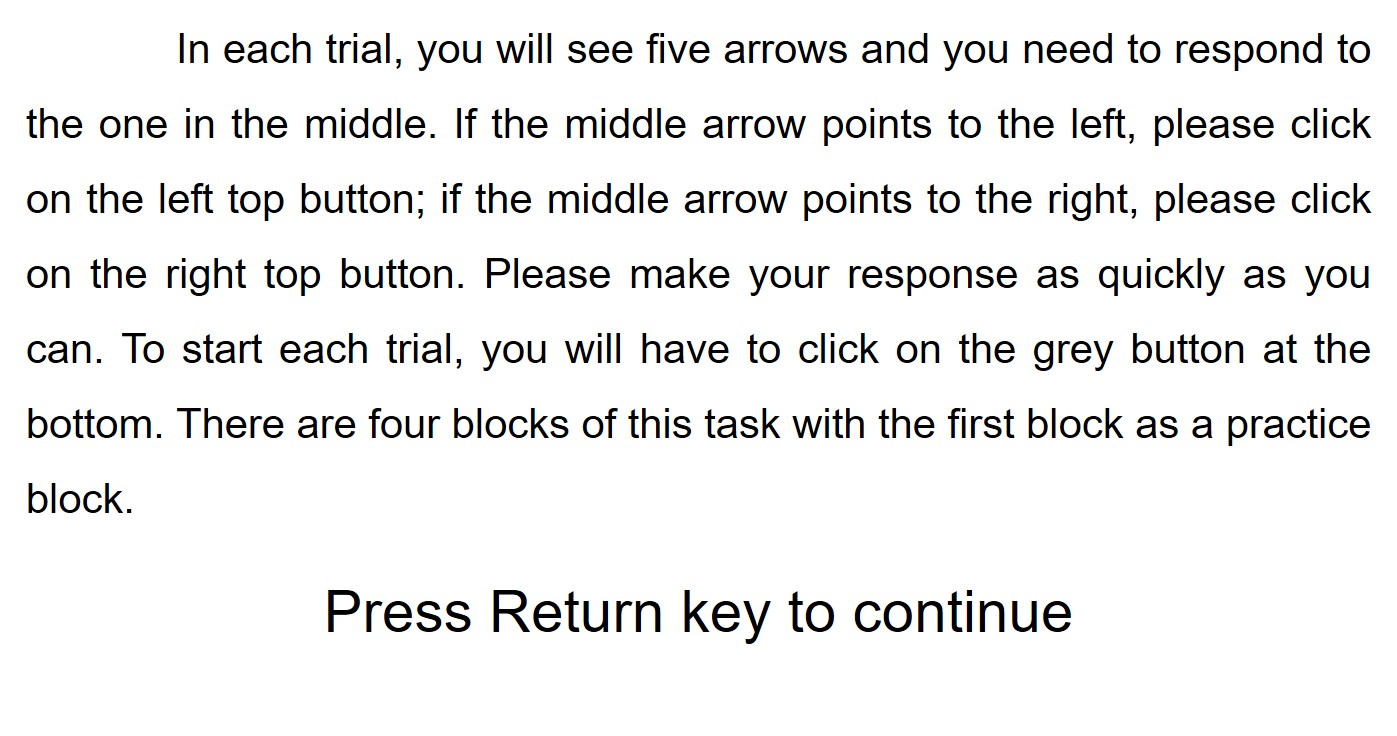 In each trial, you will see five arrows and you need to respond to
the one in the middle. If the middle arrow points to the left, please click
on the left top button; if the middle arrow points to the right, please click
on the right top button. Please make your response as quickly as you
can. To start each trial, you will have to click on the grey button at the
bottom. There are four blocks of this task with the first block as a practice
block.
Press Return key to continue